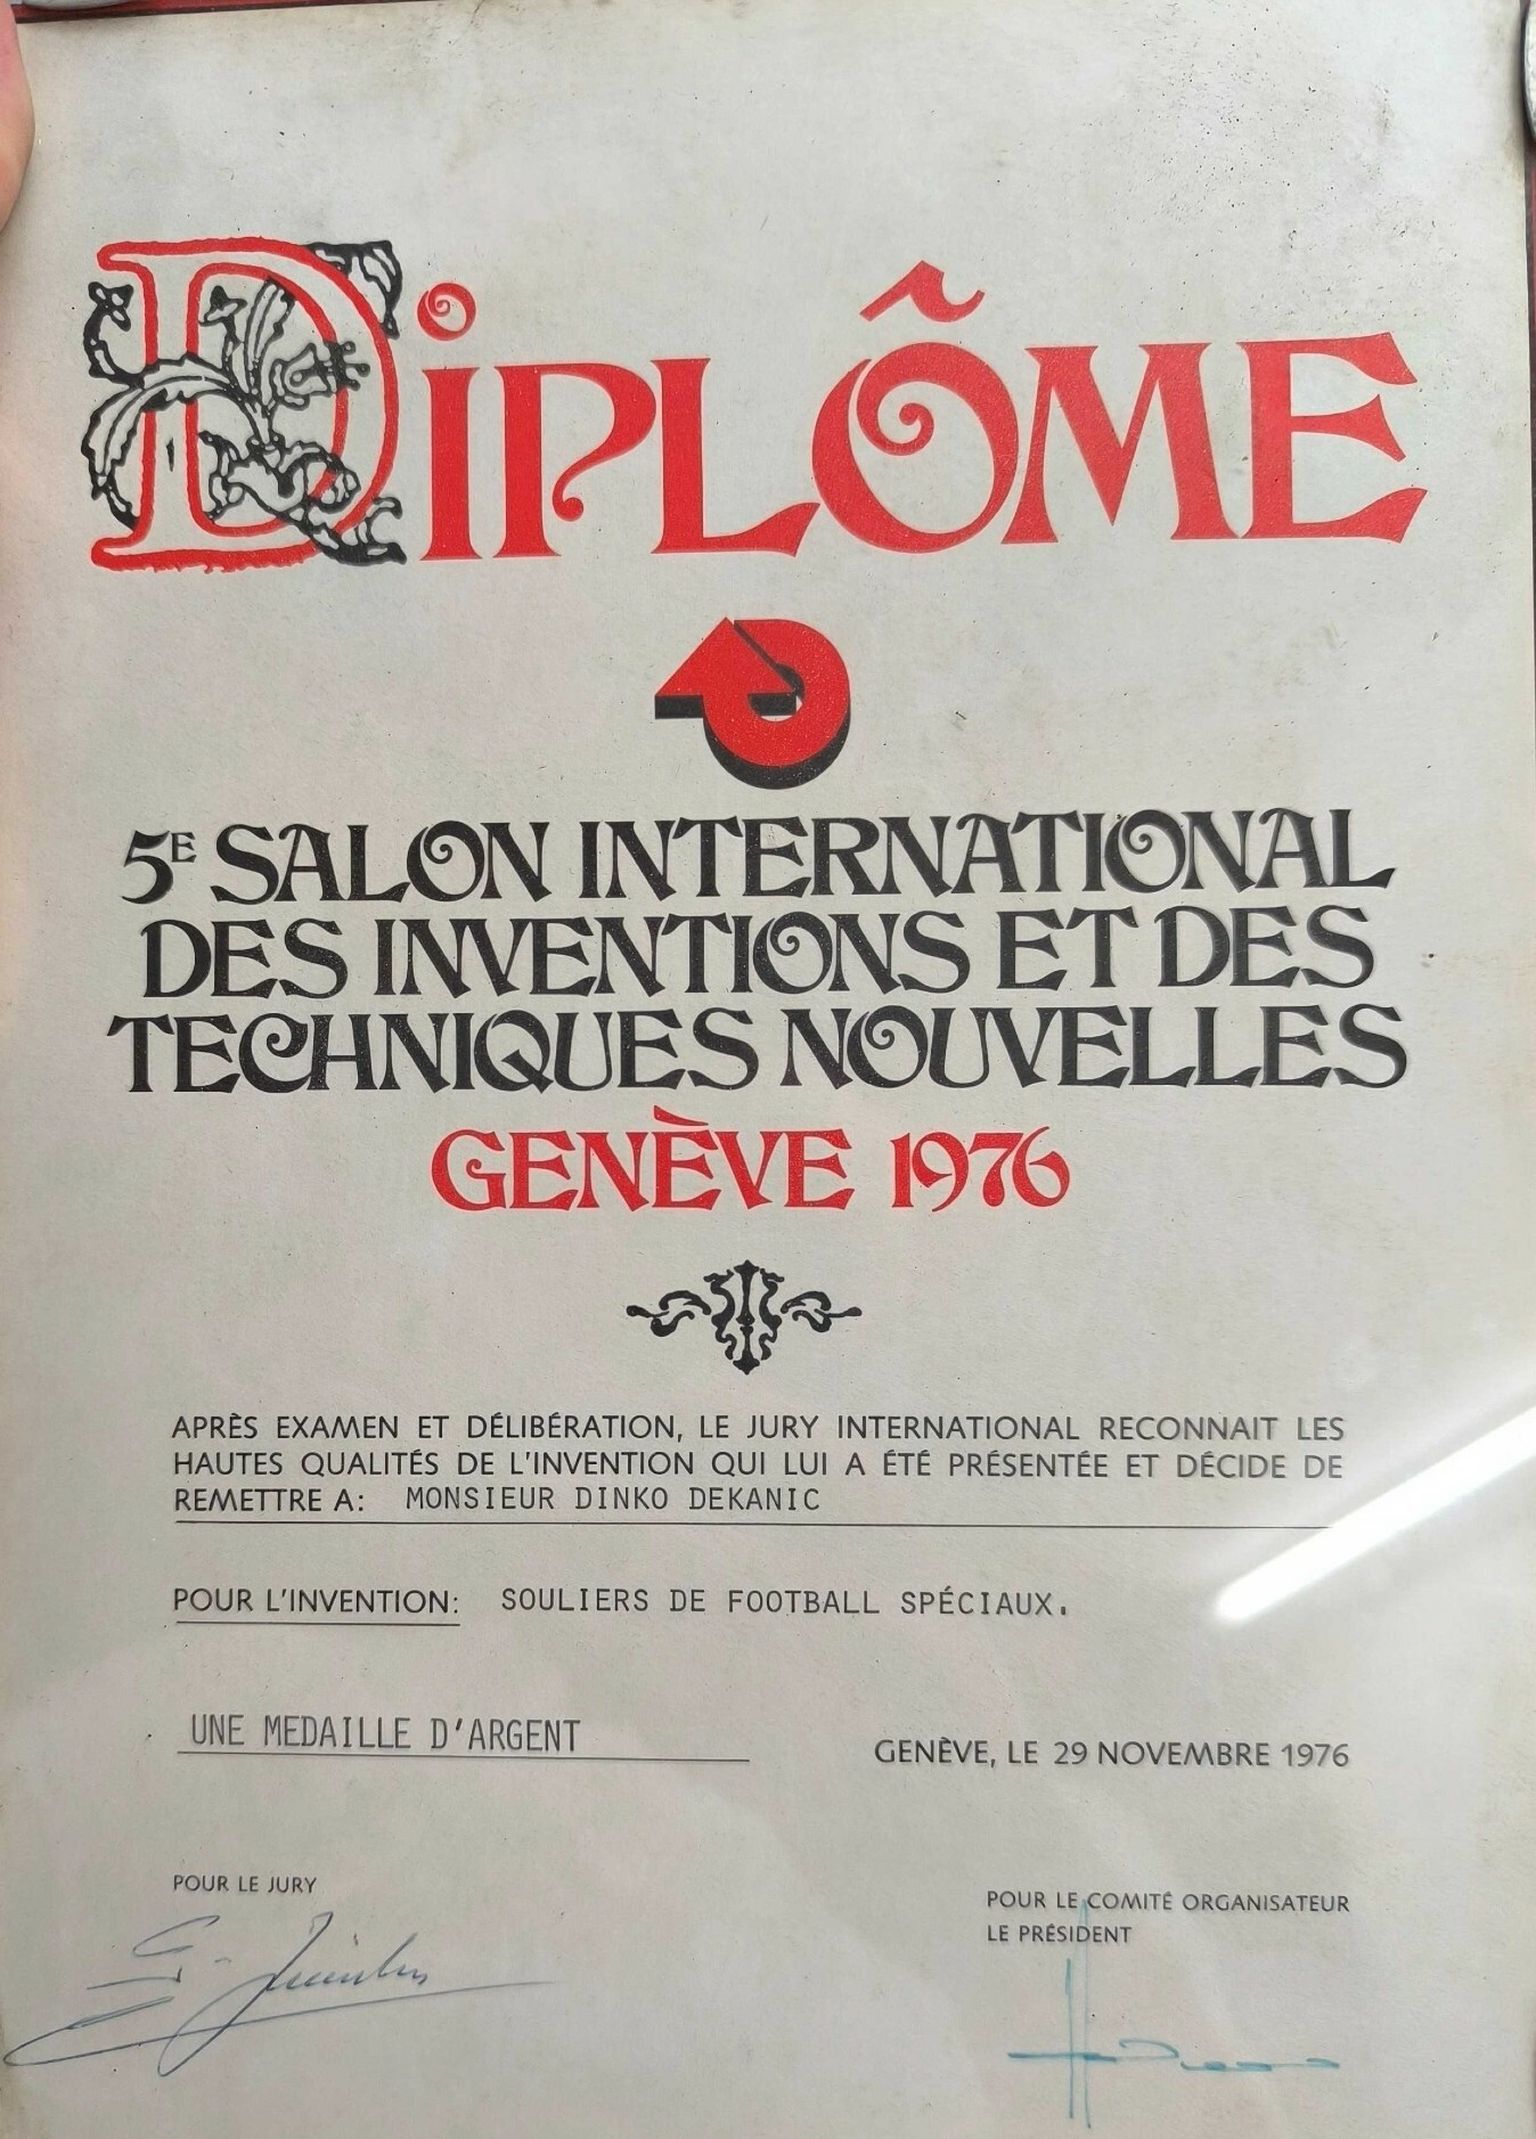 DIPLÔME
5E SALON INTERNATIONAL
DES INVENTIONS ET DES
TECHNIQUES NOUVELLES
GENÈVE 1976
APRÈS EXAMEN ET DÉLIBÉRATION, LE JURY INTERNATIONAL RECONNAIT LES
HAUTES QUALITÉS DE L'INVENTION QUI LUI A ÉTÉ PRÉSENTÉE ET DÉCIDE DE
REMETTRE A: MONSIEUR DINKO DEKANIC
POUR L'INVENTION: SOULIERS DE FOOTBALL SPÉCIAUX.
UNE MEDAILLE D'ARGENT
GENÈVE, LE 29 NOVEMBRE 1976
POUR LE JURY
POUR LE COMITÉ ORGANISATEUR
LE PRÉSIDENT